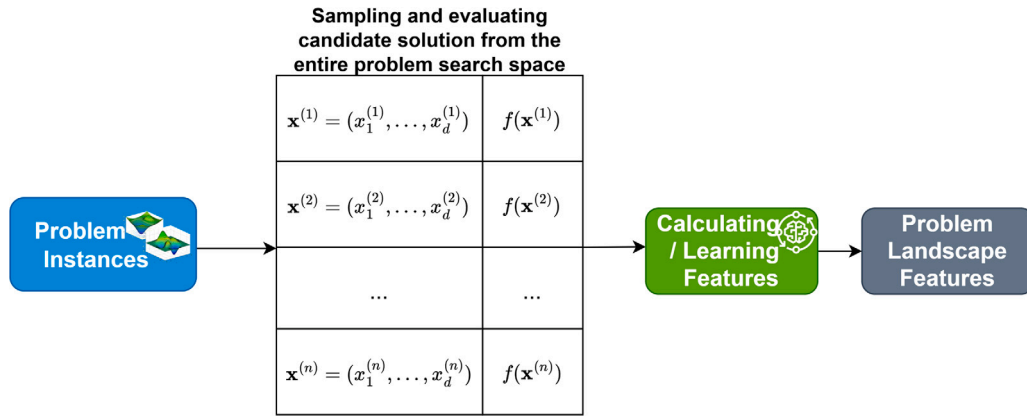 Sampling and evaluating
candidate solution from the
entire problem search space
𝐱^{(1)} = (x_1^{(1)}, ..., x_d^{(1)}) f(𝐱^{(1)})
𝐱^{(2)} = (x_1^{(2)}, ..., x_d^{(2)}) f(𝐱^{(2)})
... ...
𝐱^{(n)} = (x_1^{(n)}, ..., x_d^{(n)}) f(𝐱^{(n)})
Problem
Instances
Calculating
/ Learning
Features
Problem
Landscape
Features